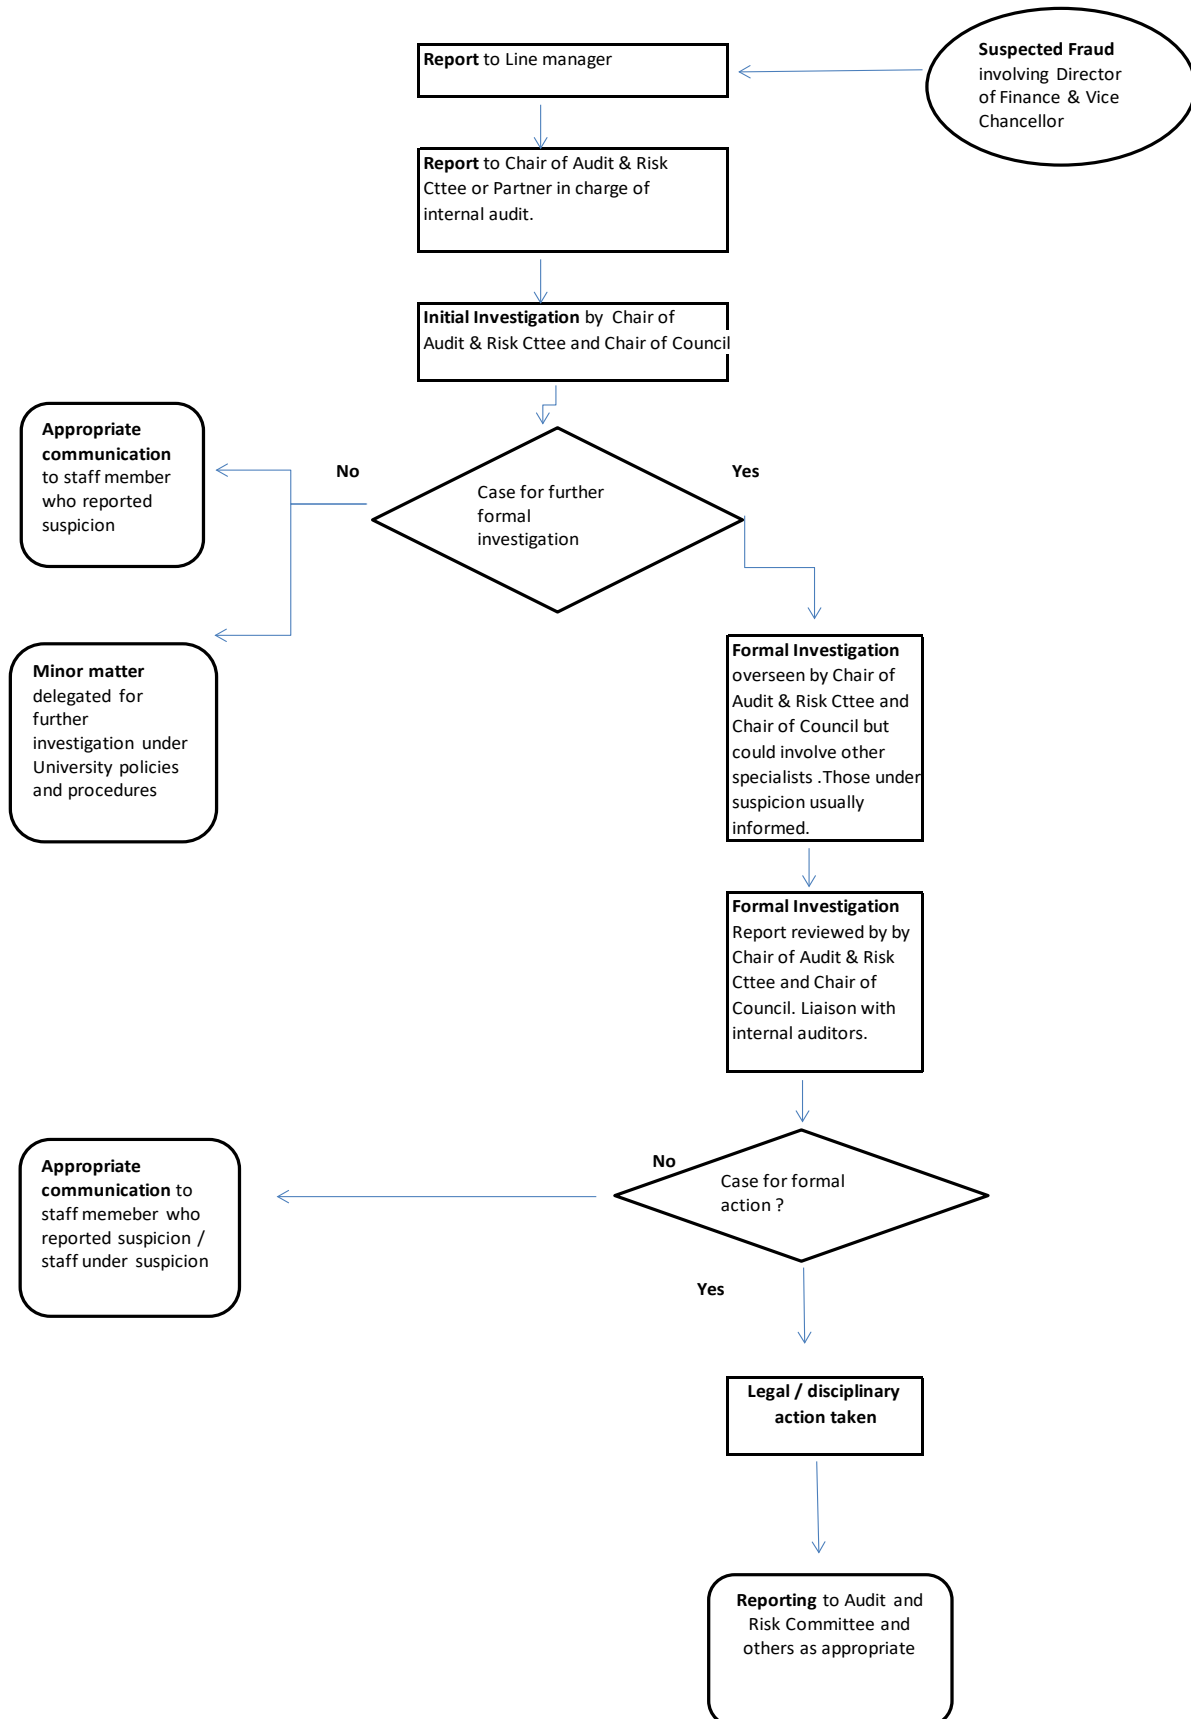 Suspected Fraud
involving Director
of Finance & Vice
Chancellor
Report to Line manager
Report to Chair of Audit & Risk
Cttee or Partner in charge of
internal audit.
Initial Investigation by Chair of
Audit & Risk Cttee and Chair of Council
Case for further
formal
investigation
No
Yes
Appropriate
communication
to staff member
who reported
suspicion
Minor matter
delegated for
further
investigation under
University policies
and procedures
Formal Investigation
overseen by Chair of
Audit & Risk Cttee and
Chair of Council but
could involve other
specialists .Those under
suspicion usually
informed.
Formal Investigation
Report reviewed by by
Chair of Audit & Risk
Cttee and Chair of
Council. Liaison with
internal auditors.
Case for formal
action ?
No
Yes
Appropriate
communication to
staff memeber who
reported suspicion /
staff under suspicion
Legal / disciplinary
action taken
Reporting to Audit and
Risk Committee and
others as appropriate